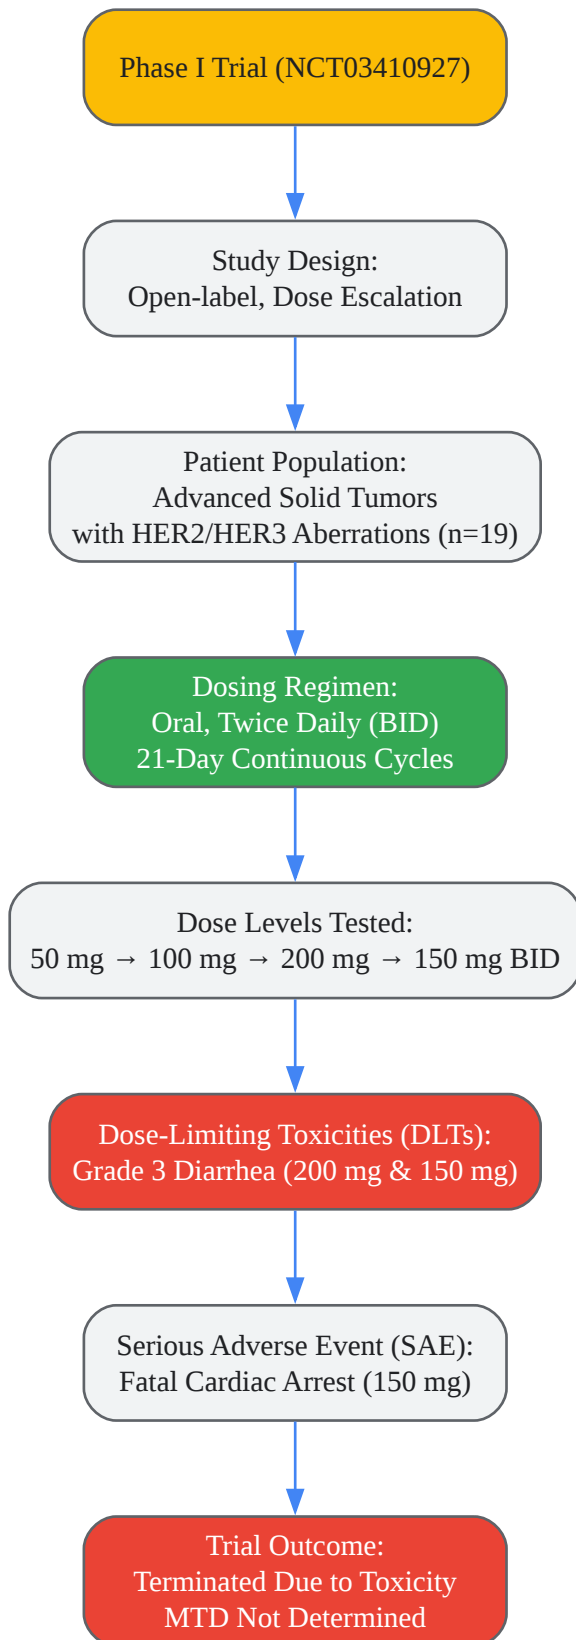 Phase I Trial (NCT03410927)
Study Design:
Open-label, Dose Escalation
Patient Population:
Advanced Solid Tumors
with HER2/HER3 Aberrations (n=19)
Dosing Regimen:
Oral, Twice Daily (BID)
21-Day Continuous Cycles
Dose Levels Tested:
50 mg → 100 mg → 200 mg → 150 mg BID
Dose-Limiting Toxicities (DLTs):
Grade 3 Diarrhea (200 mg & 150 mg)
Serious Adverse Event (SAE):
Fatal Cardiac Arrest (150 mg)
Trial Outcome:
Terminated Due to Toxicity
MTD Not Determined